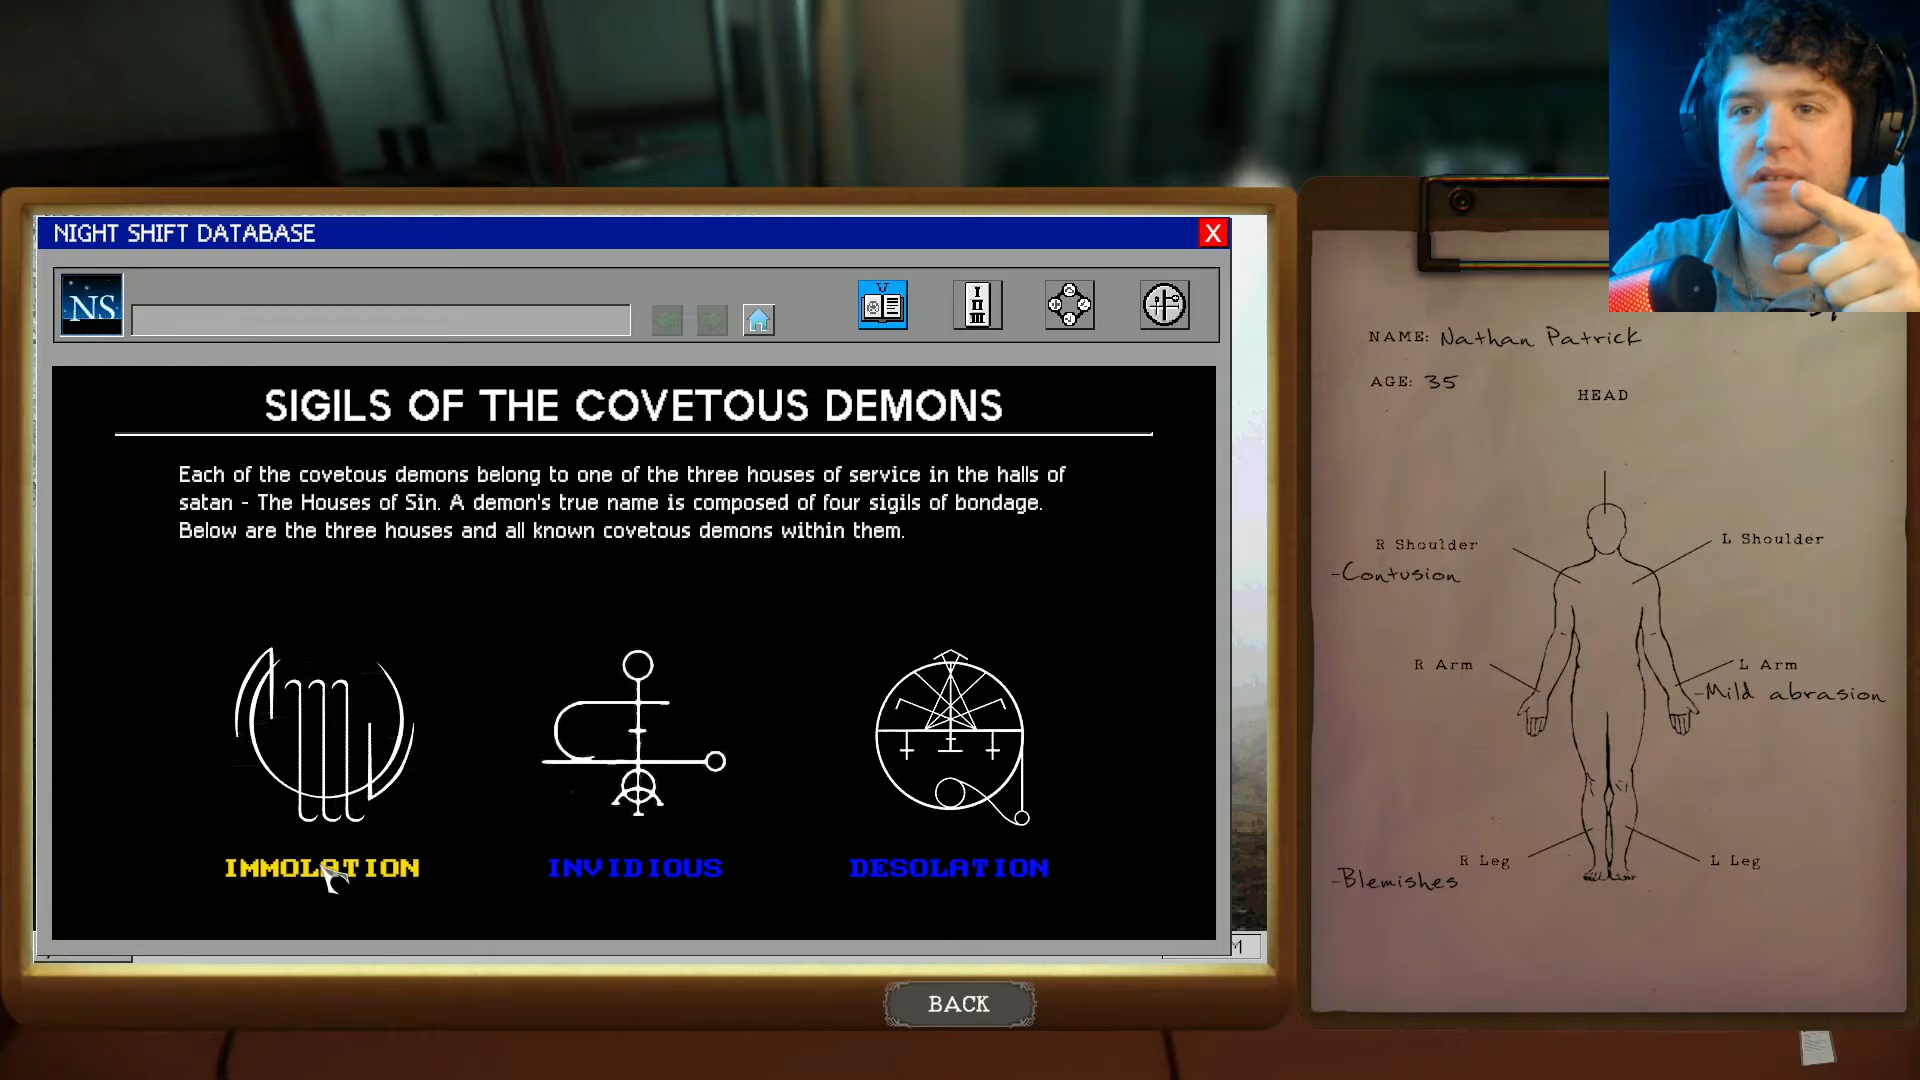 NIGHT SHIFT DATABASE
X
NS
I
II
III
SIGILS OF THE COVETOUS DEMONS
Each of the covetous demons belong to one of the three houses of service in the halls of
satan - The Houses of Sin. A demon's true name is composed of four sigils of bondage.
Below are the three houses and all known covetous demons within them.
IMMOLATION
INVIDIOUS
DESOLATION
BACK
NAME: Nathan Patrick
AGE: 35
HEAD
R Shoulder
-Contusion
L Shoulder
R Arm
L Arm
-Mild abrasion
R Leg
-Blemishes
L Leg